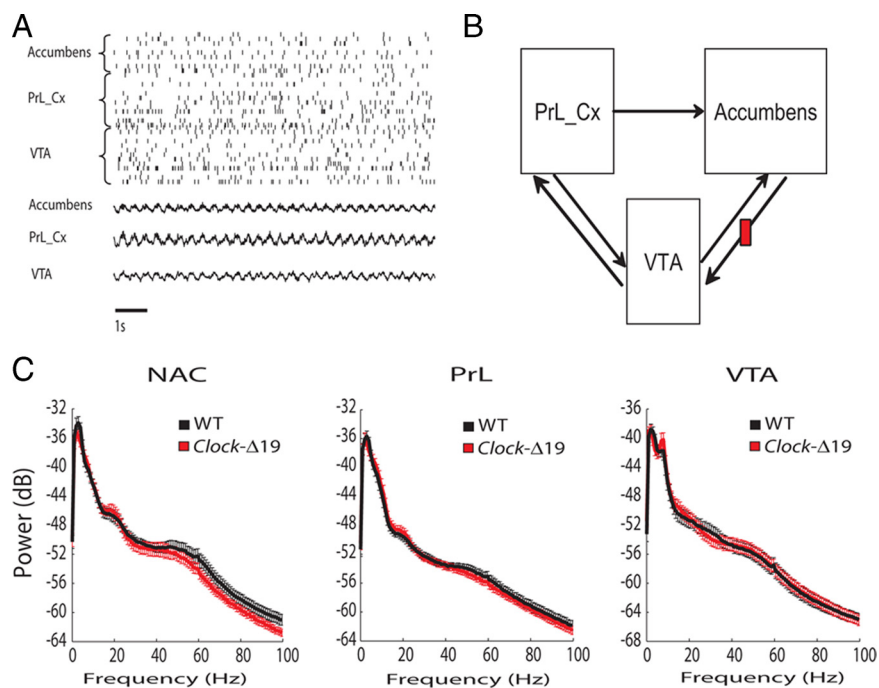 A
Accumbens
PrL_Cx
VTA
Accumbens
PrL_Cx
VTA
1s
B
PrL_Cx
Accumbens
VTA
C
NAC
PrL
VTA
Power (dB)
-32
-36
-40
-44
-48
-52
-56
-60
-64
WT
Clock-Δ19
0 20 40 60 80 100
Frequency (Hz)
-32
-36
-40
-44
-48
-52
-56
-60
-64
WT
Clock-Δ19
0 20 40 60 80 100
Frequency (Hz)
-36
-40
-44
-48
-52
-56
-60
-64
-68
WT
Clock-Δ19
0 20 40 60 80 100
Frequency (Hz)